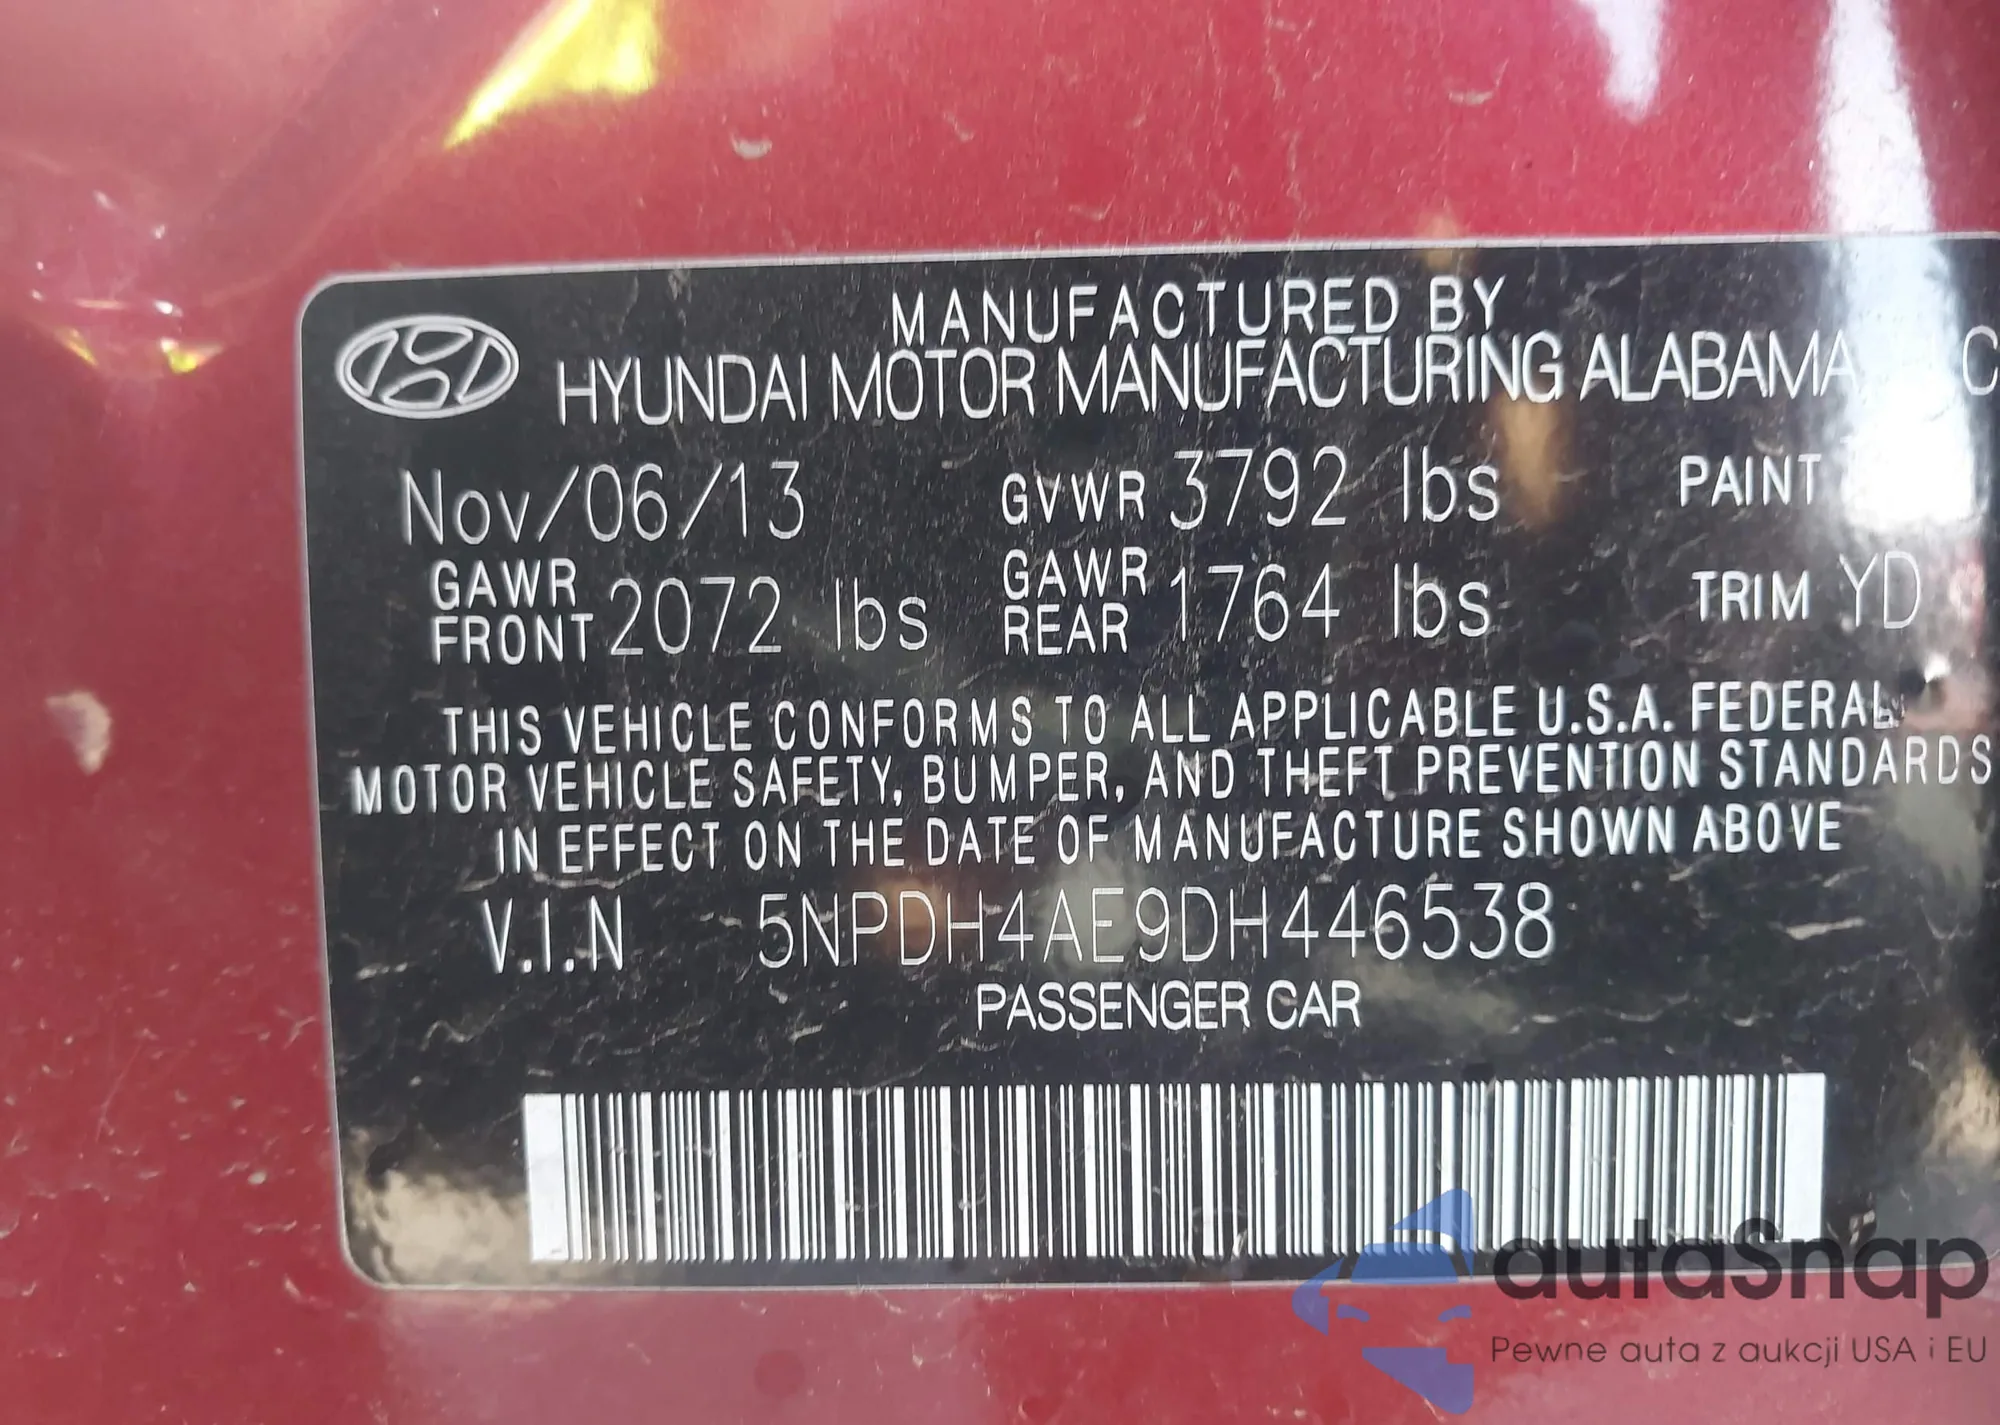 MANUFACTURED BY
HYUNDAI MOTOR MANUFACTURING ALABAMA C
Nov/06/13 GVWR 3792 lbs PAINT
GAWR FRONT 2072 lbs GAWR REAR 1764 lbs TRIM YD
THIS VEHICLE CONFORMS TO ALL APPLICABLE U.S.A. FEDERAL
MOTOR VEHICLE SAFETY, BUMPER, AND THEFT PREVENTION STANDARDS
IN EFFECT ON THE DATE OF MANUFACTURE SHOWN ABOVE
V.I.N 5NPDH4AE9DH446538
PASSENGER CAR
autaSnap
Pewne auta z aukcji USA i EU